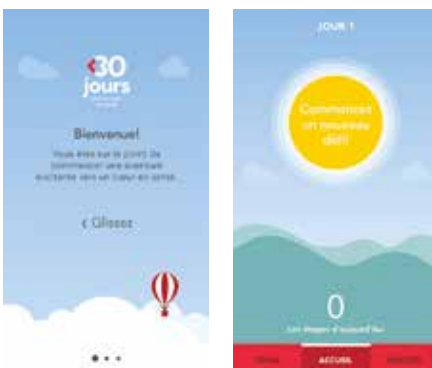 <30
jours
Bienvenue!
Vous êtes sur le point de
commencer une aventure
excitante vers un cœur en santé.
< Glissez
JOUR 1
Commencez
un nouveau
défi!
0
Les étapes d'aujourd'hui
ACCUEIL